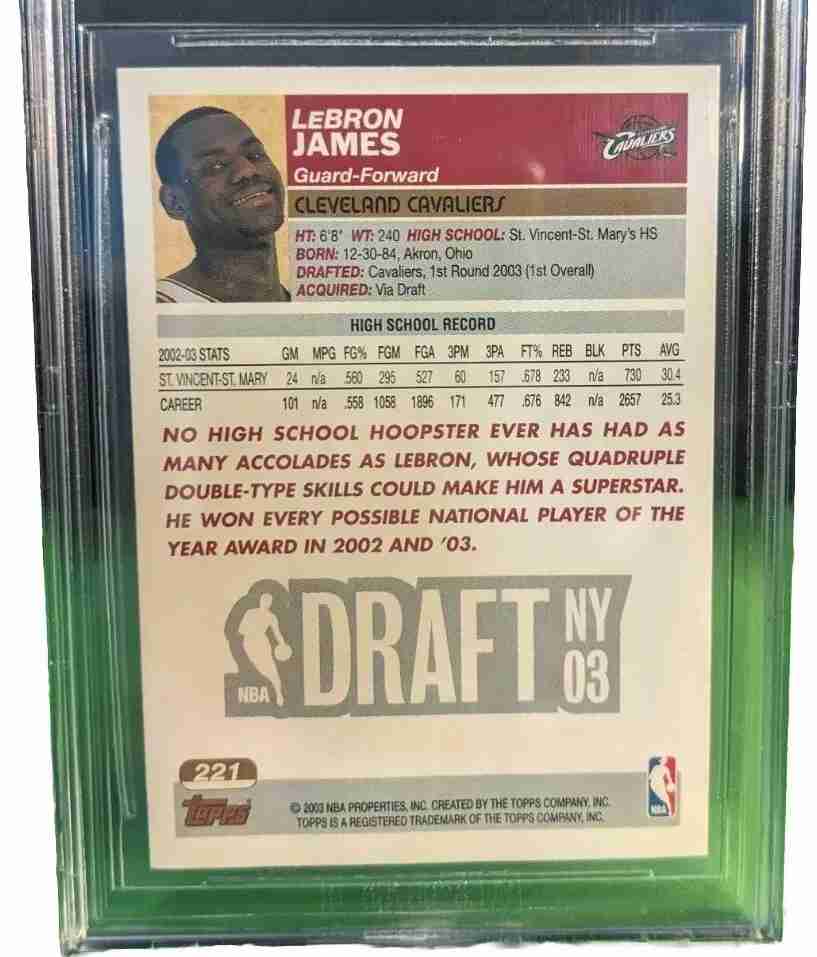 LEBRON
JAMES
Guard-Forward
CAVALIERS
CLEVELAND CAVALIERS
HT: 6'8" WT: 240 HIGH SCHOOL: St. Vincent-St. Mary's HS
BORN: 12-30-84, Akron, Ohio
DRAFTED: Cavaliers, 1st Round 2003 (1st Overall)
ACQUIRED: Via Draft
HIGH SCHOOL RECORD
2002-03 STATS GM MPG FG% FGM FGA 3PM 3PA FT% REB BLK PTS AVG
ST. VINCENT-ST. MARY 24 n/a .560 295 527 60 157 .678 233 n/a 730 30.4
CAREER 101 n/a .558 1058 1896 171 477 .676 842 n/a 2657 25.3
NO HIGH SCHOOL HOOPSTER EVER HAS HAD AS
MANY ACCOLADES AS LEBRON, WHOSE QUADRUPLE
DOUBLE-TYPE SKILLS COULD MAKE HIM A SUPERSTAR.
HE WON EVERY POSSIBLE NATIONAL PLAYER OF THE
YEAR AWARD IN 2002 AND '03.
NBA DRAFT NY 03
221
TOPPS
© 2003 NBA PROPERTIES, INC. CREATED BY THE TOPPS COMPANY, INC.
TOPPS IS A REGISTERED TRADEMARK OF THE TOPPS COMPANY, INC.
NBA